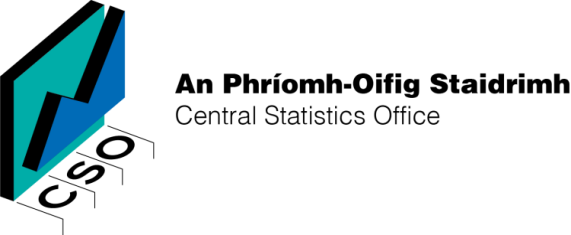 An Phríomh-Oifig Staidrimh
Central Statistics Office
CSO